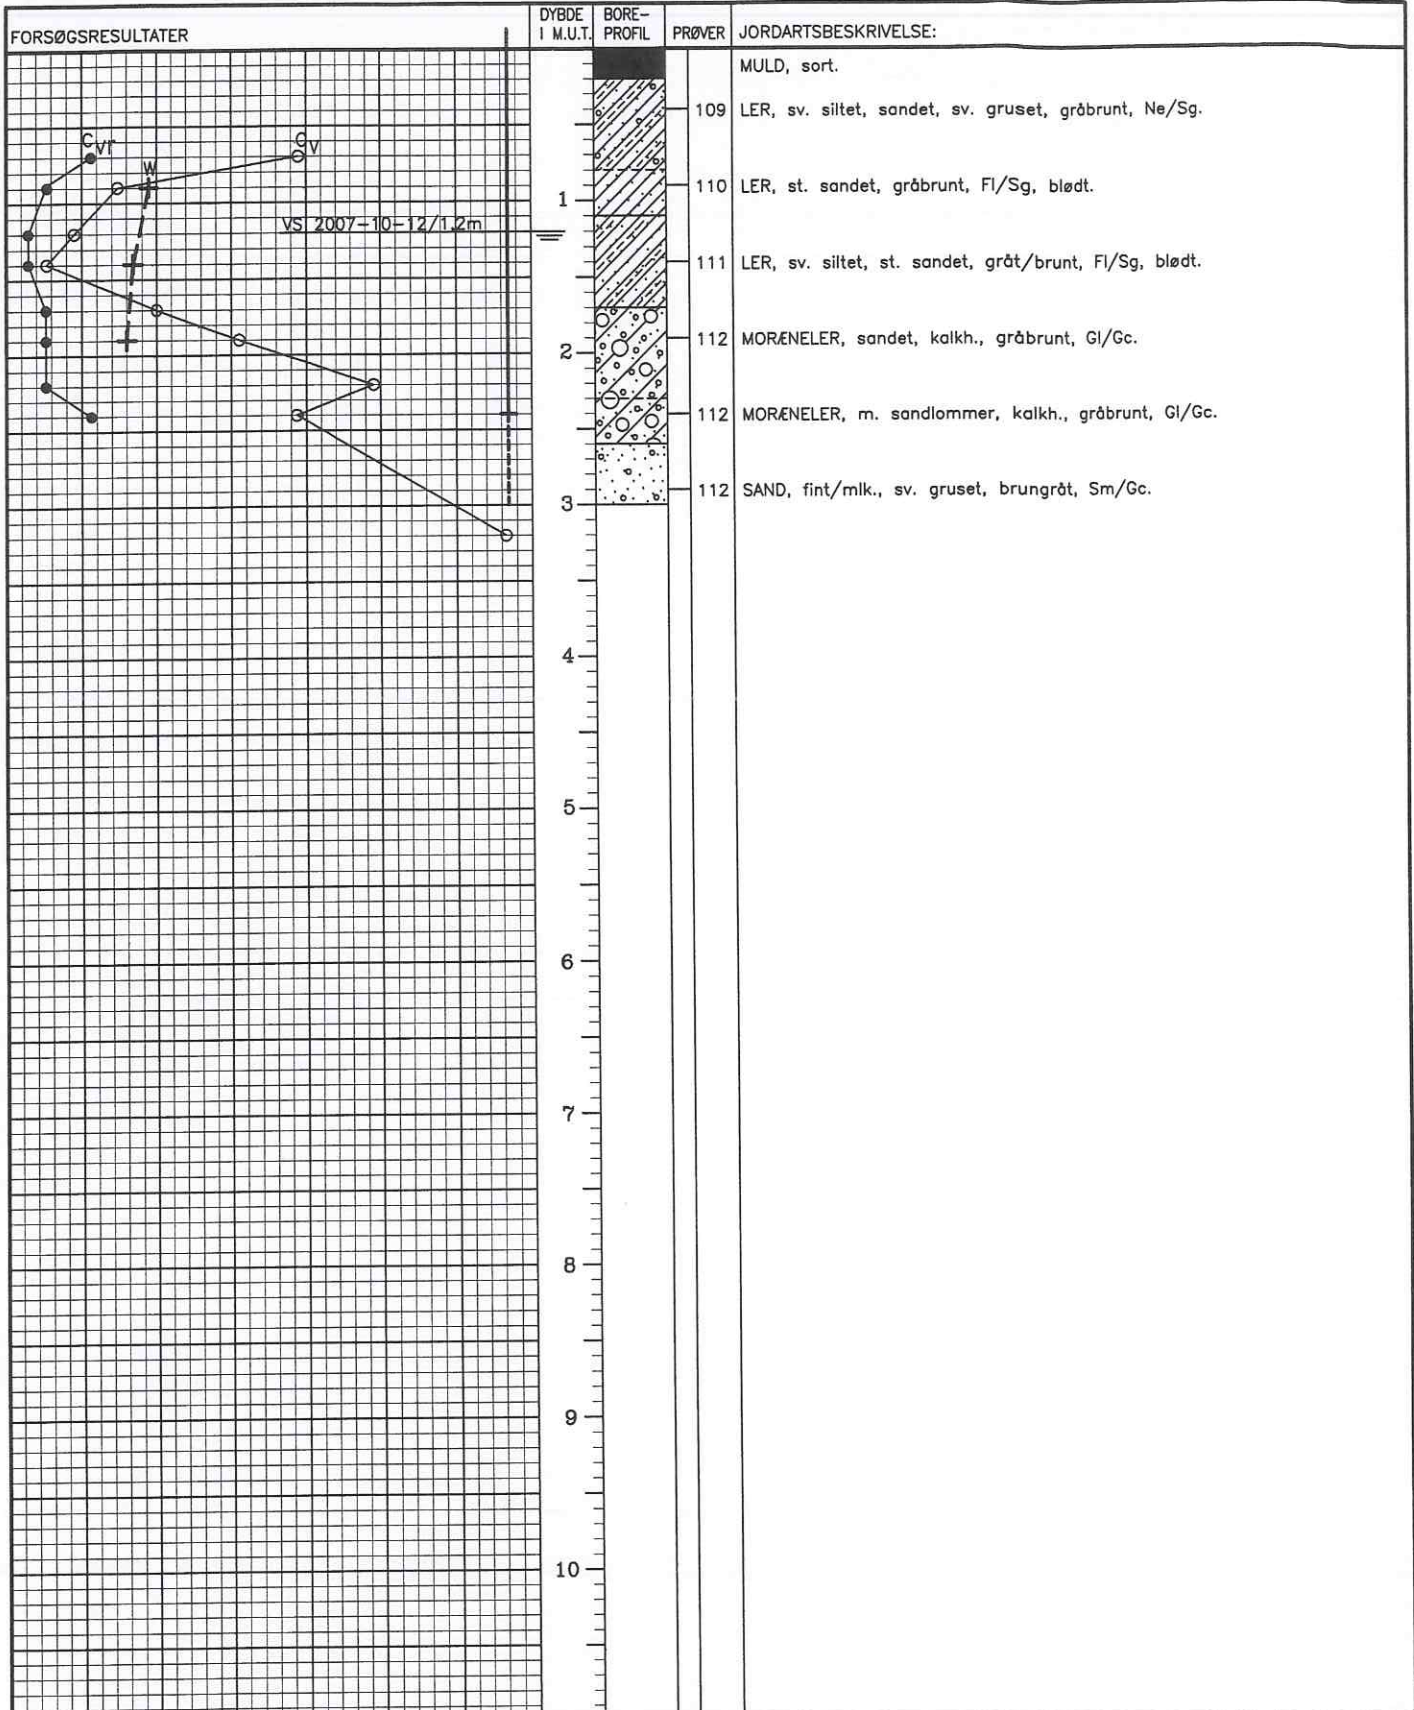 FORSØGSRESULTATER
DYBDE
I M.U.T.
BORE-
PROFIL
PRØVER
JORDARTSBESKRIVELSE:
MULD, sort.
109 LER, sv. siltet, sandet, sv. gruset, gråbrunt, Ne/Sg.
Cvr
Cv
W
110 LER, st. sandet, gråbrunt, Fl/Sg, blødt.
1
VS 2007-10-12/1.2m
111 LER, sv. siltet, st. sandet, gråt/brunt, Fl/Sg, blødt.
112 MORÆNELER, sandet, kalkh., gråbrunt, Gl/Gc.
2
112 MORÆNELER, m. sandlommer, kalkh., gråbrunt, Gl/Gc.
112 SAND, fint/mlk., sv. gruset, brungråt, Sm/Gc.
3
4
5
6
7
8
9
10